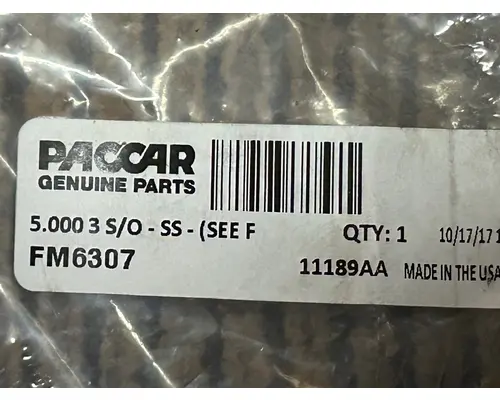 PACCAR
GENUINE PARTS
5.000 3 S/O - SS - (SEE F QTY: 1 10/17/17 1
FM6307 11189AA MADE IN THE USA